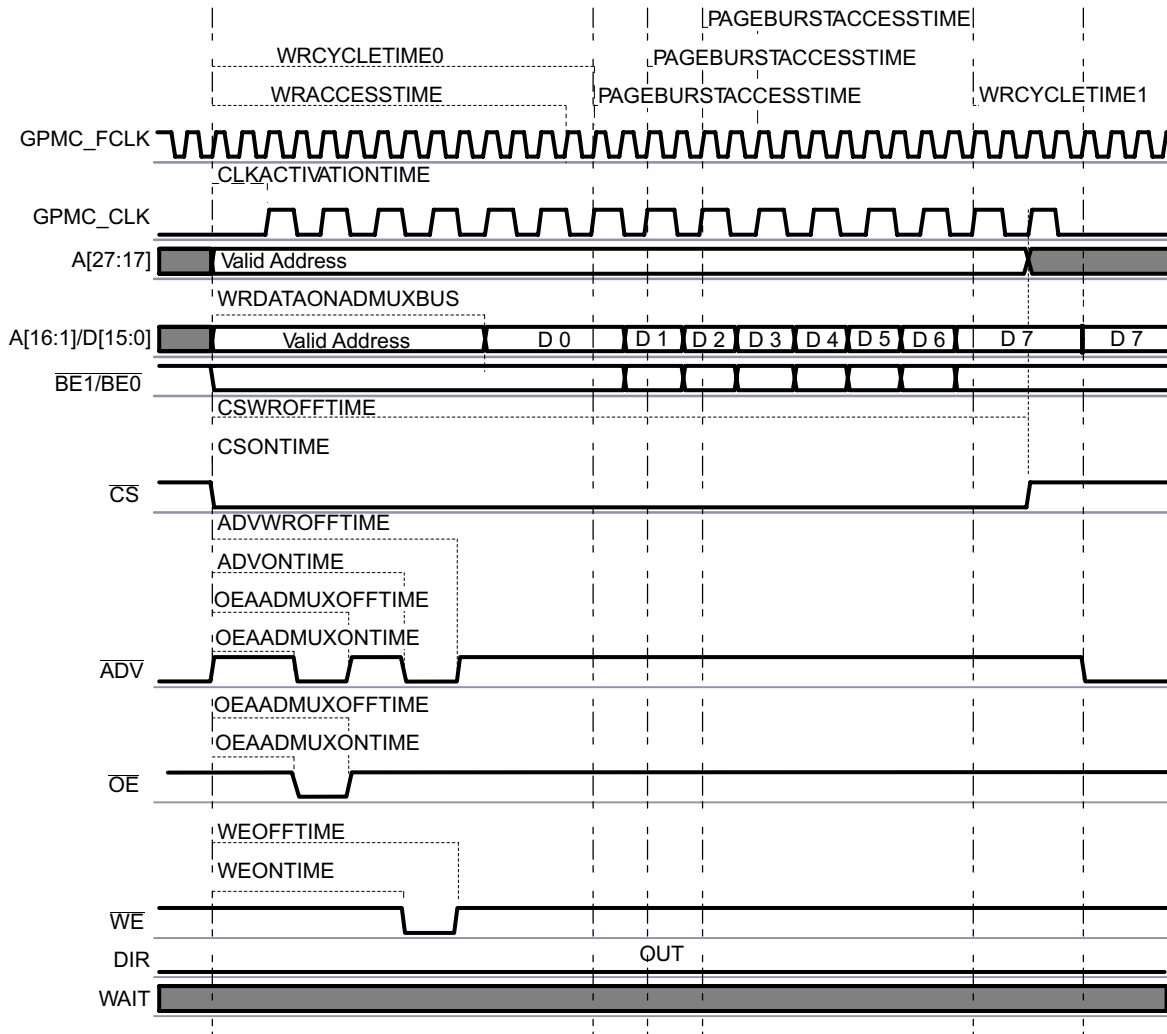 PAGEBURSTACCESSTIME
WRCYCLETIME0
PAGEBURSTACCESSTIME
WRACCESSTIME
PAGEBURSTACCESSTIME
WRCYCLETIME1
GPMC_FCLK
CLKACTIVATIONTIME
GPMC_CLK
A[27:17]
Valid Address
WRDATAONADMUXBUS
A[16:1]/D[15:0]
Valid Address D 0 D 1 D 2 D 3 D 4 D 5 D 6 D 7 D 7
BE1/BE0
CSWROFFTIME
CSONTIME
CS
ADVWROFFTIME
ADVONTIME
OEAADMUXOFFTIME
OEAADMUXONTIME
ADV
OEAADMUXOFFTIME
OEAADMUXONTIME
OE
WEOFFTIME
WEONTIME
WE
DIR
OUT
WAIT